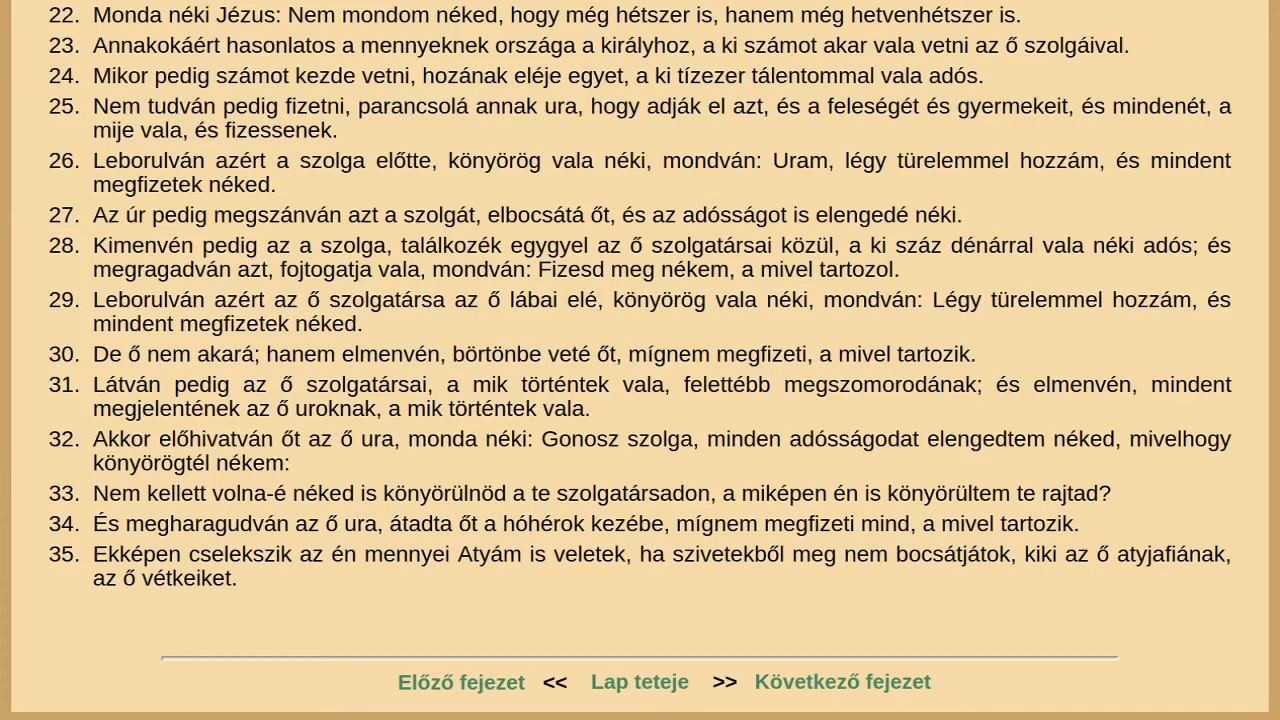 22. Monda néki Jézus: Nem mondom néked, hogy még hétszer is, hanem még hetvenhétszer is.
23. Annakokáért hasonlatos a mennyeknek országa a királyhoz, a ki számot akar vala vetni az ő szolgáival.
24. Mikor pedig számot kezde vetni, hozának eléje egyet, a ki tízezer tálentommal vala adós.
25. Nem tudván pedig fizetni, parancsolá annak ura, hogy adják el azt, és a feleségét és gyermekeit, és mindenét, a
mije vala, és fizessenek.
26. Leborulván azért a szolga előtte, könyörög vala néki, mondván: Uram, légy türelemmel hozzám, és mindent
megfizetek néked.
27. Az úr pedig megszánván azt a szolgát, elbocsátá őt, és az adósságot is elengedé néki.
28. Kimenvén pedig az a szolga, találkozék egygyel az ő szolgatársai közül, a ki száz dénárral vala néki adós; és
megragadván azt, fojtogatja vala, mondván: Fizesd meg nékem, a mivel tartozol.
29. Leborulván azért az ő szolgatársa az ő lábai elé, könyörög vala néki, mondván: Légy türelemmel hozzám, és
mindent megfizetek néked.
30. De ő nem akará; hanem elmenvén, börtönbe veté őt, mígnem megfizeti, a mivel tartozik.
31. Látván pedig az ő szolgatársai, a mik történtek vala, felettébb megszomorodának; és elmenvén, mindent
megjelentének az ő uroknak, a mik történtek vala.
32. Akkor előhivatván őt az ő ura, monda néki: Gonosz szolga, minden adósságodat elengedtem néked, mivelhogy
könyörögtél nékem:
33. Nem kellett volna-é néked is könyörülnöd a te szolgatársadon, a miképen én is könyörültem te rajtad?
34. És megharagudván az ő ura, átadta őt a hóhérok kezébe, mígnem megfizeti mind, a mivel tartozik.
35. Ekképen cselekszik az én mennyei Atyám is veletek, ha szivetekből meg nem bocsátjátok, kiki az ő atyjafiának,
az ő vétkeiket.
Előző fejezet << Lap teteje >> Következő fejezet